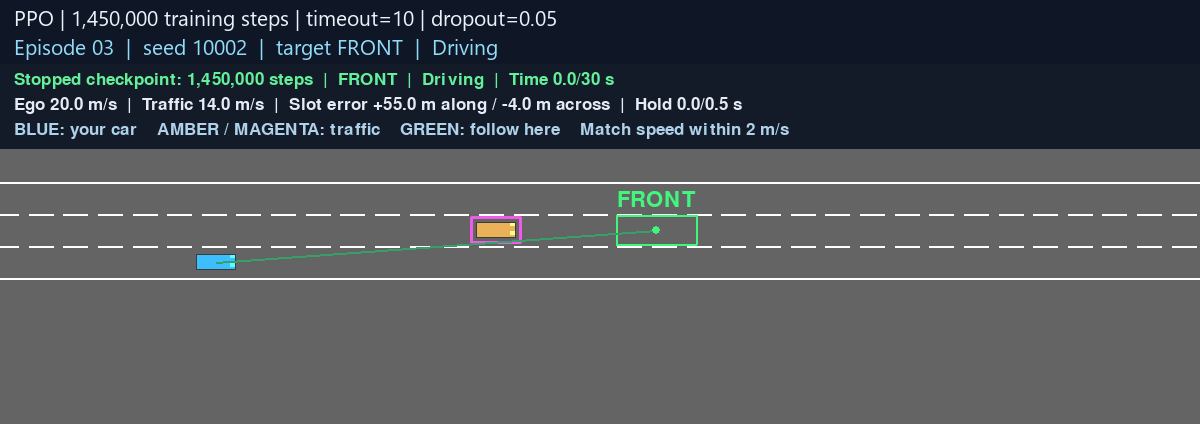 PPO | 1,450,000 training steps | timeout=10 | dropout=0.05
Episode 03 | seed 10002 | target FRONT | Driving
Stopped checkpoint: 1,450,000 steps | FRONT | Driving | Time 0.0/30 s
Ego 20.0 m/s | Traffic 14.0 m/s | Slot error +55.0 m along / -4.0 m across | Hold 0.0/0.5 s
BLUE: your car AMBER / MAGENTA: traffic GREEN: follow here Match speed within 2 m/s
FRONT